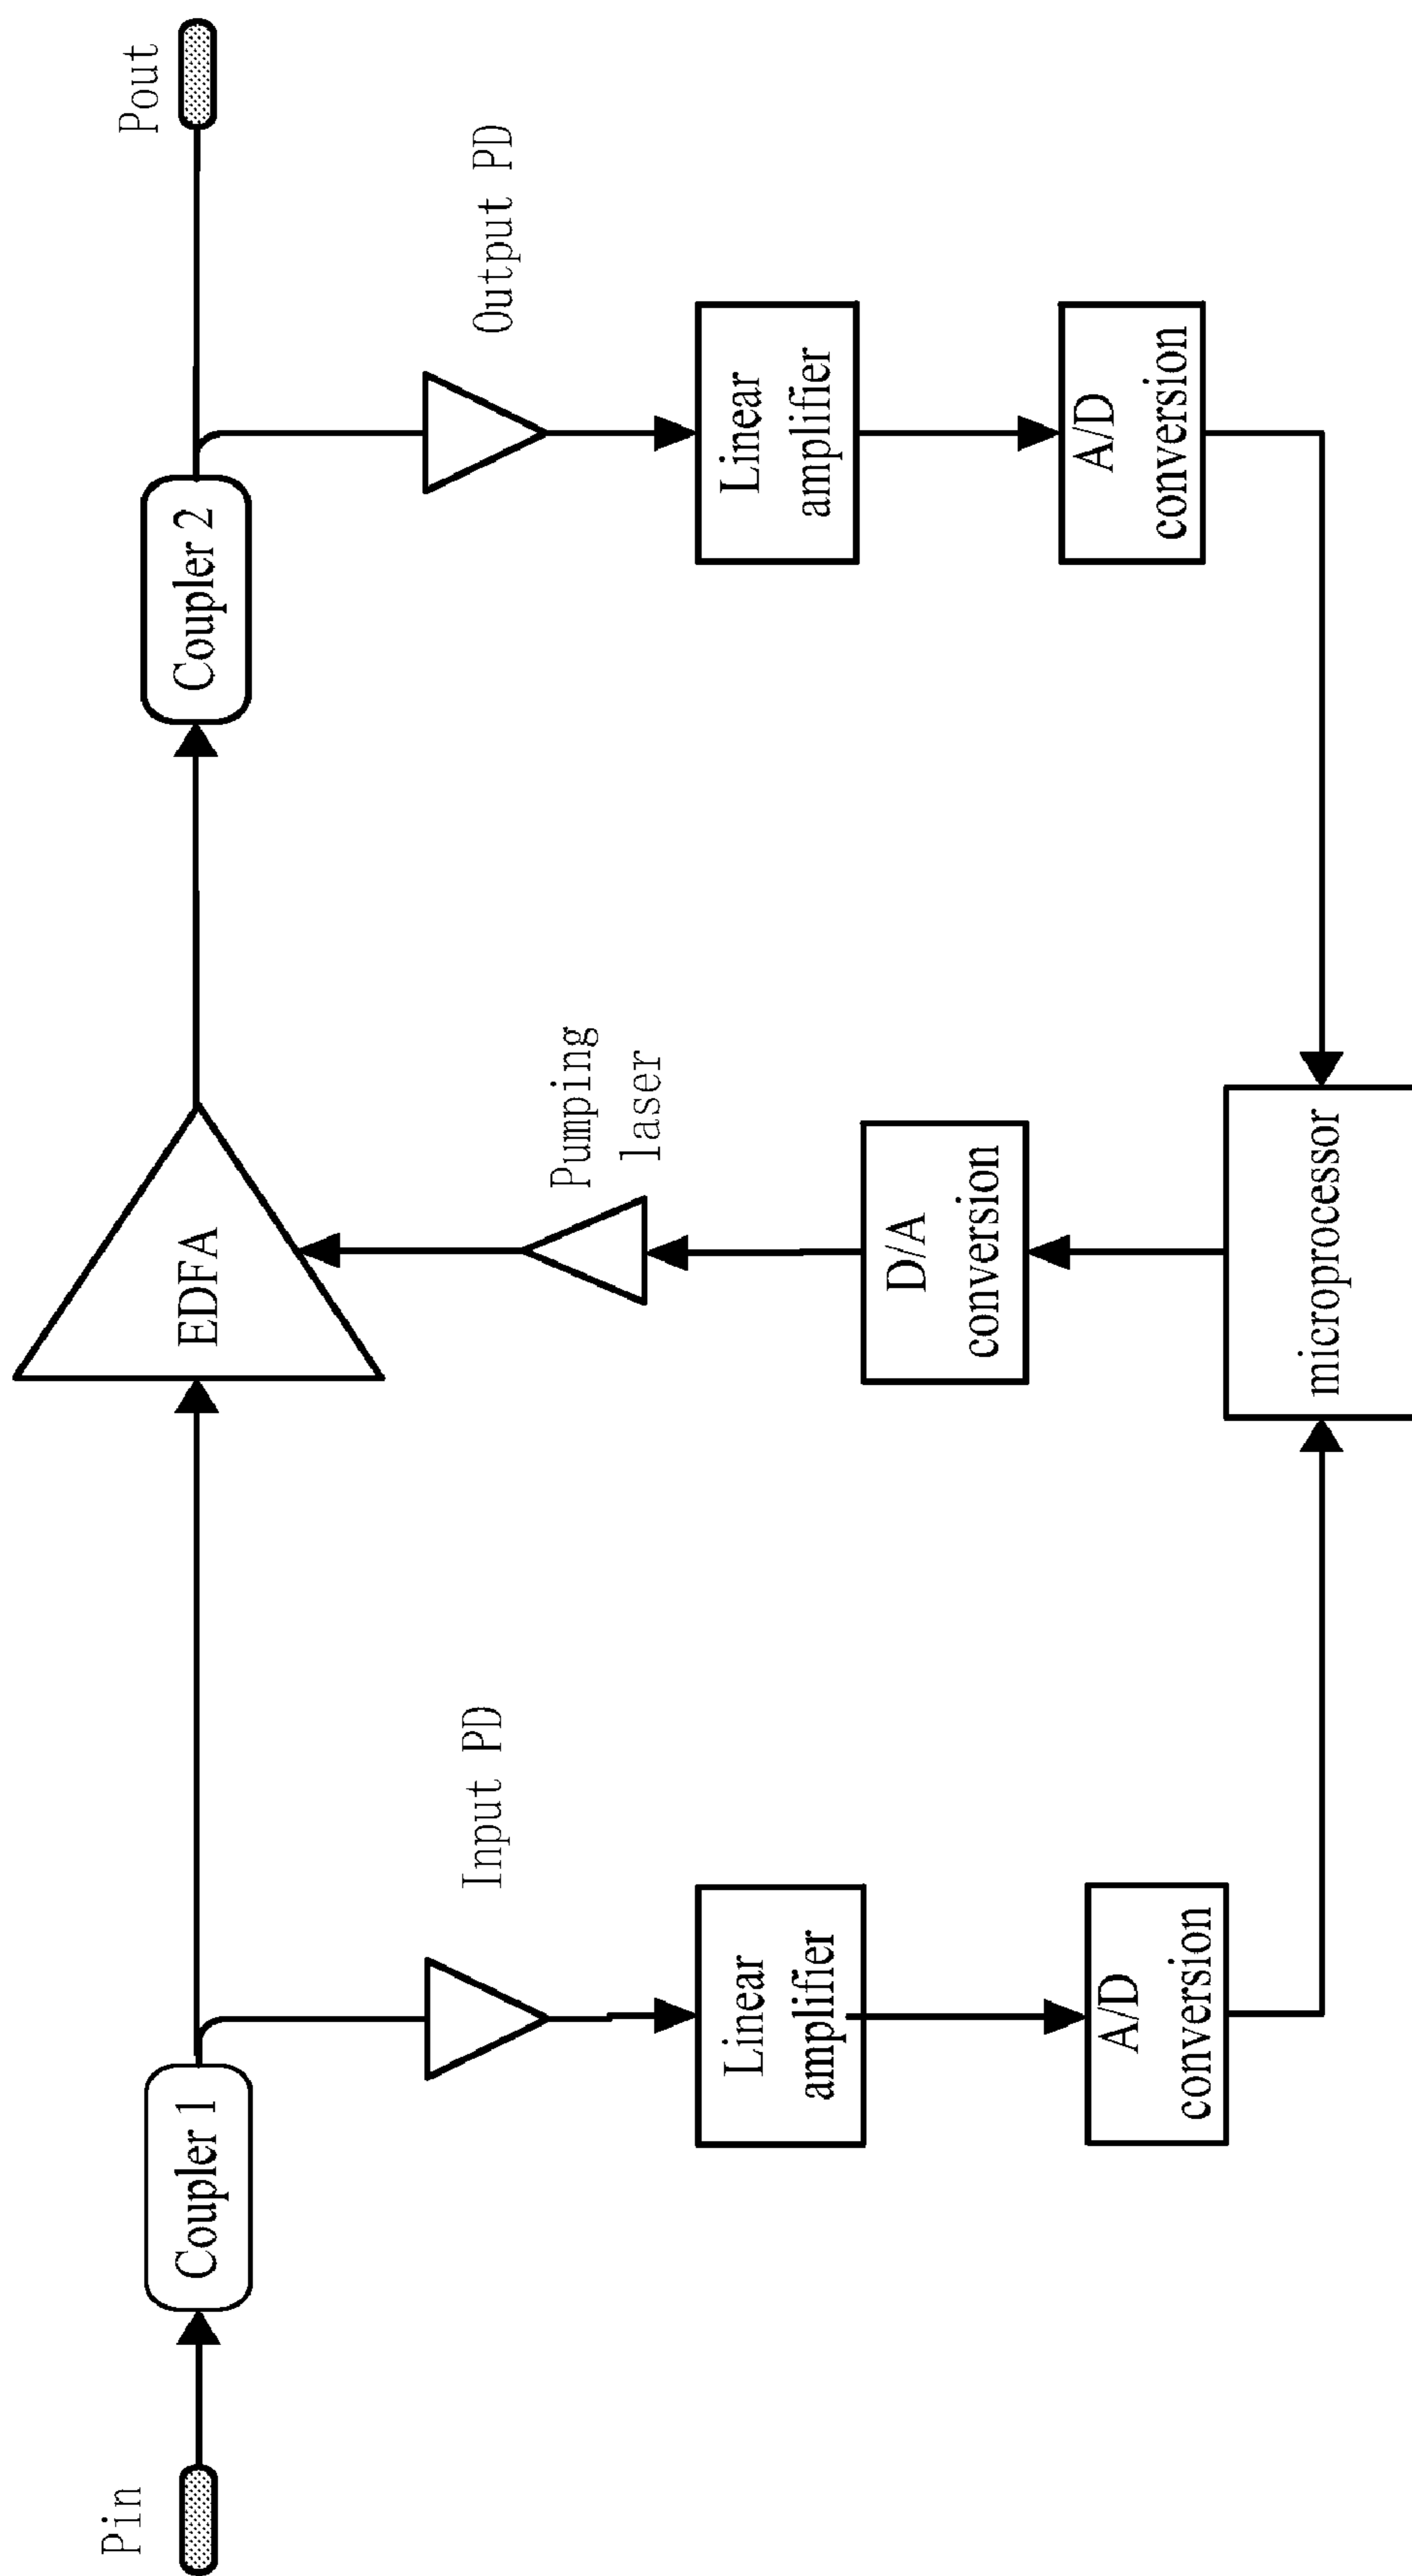 Pin
Coupler 1
EDFA
Coupler 2
Pout
Input PD
Pumping
laser
Output PD
Linear
amplifier
D/A
conversion
Linear
amplifier
A/D
conversion
A/D
conversion
microprocessor